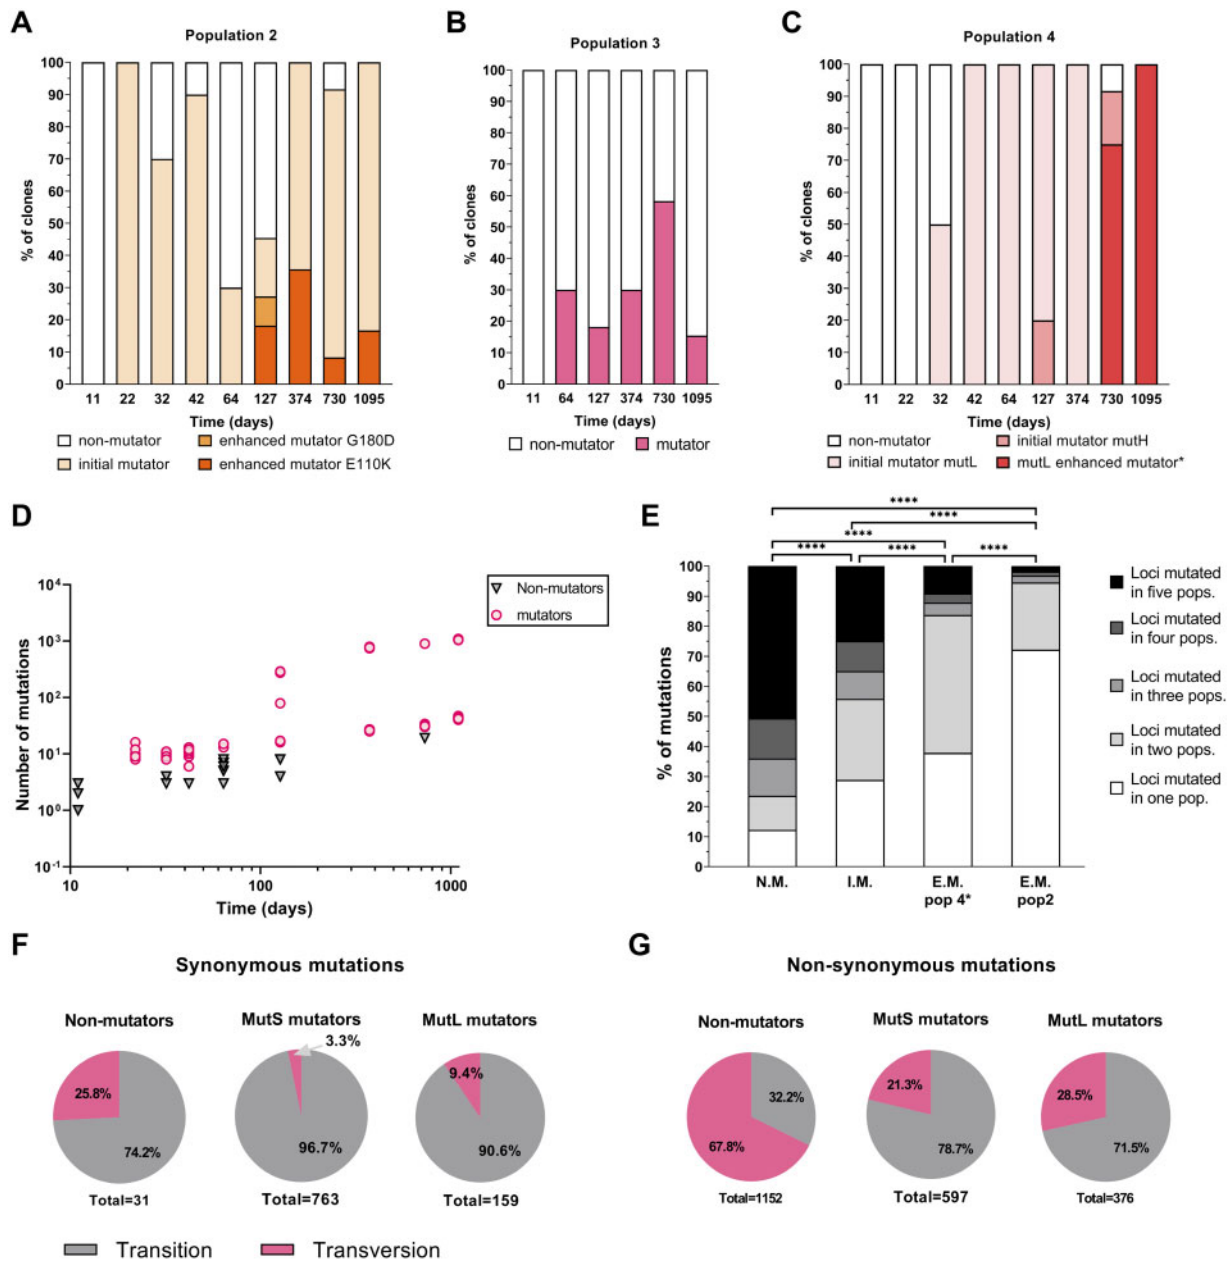 A
Population 2
% of clones
100
90
80
70
60
50
40
30
20
10
0
11 22 32 42 64 127 374 730 1095
Time (days)
non-mutator
enhanced mutator G180D
initial mutator
enhanced mutator E110K
B
Population 3
% of clones
100
90
80
70
60
50
40
30
20
10
0
11 64 127 374 730 1095
Time (days)
non-mutator
mutator
C
Population 4
% of clones
100
90
80
70
60
50
40
30
20
10
0
11 22 32 42 64 127 374 730 1095
Time (days)
non-mutator
initial mutator mutH
initial mutator mutL
mutL enhanced mutator*
D
Number of mutations
10⁴
10³
10²
10¹
10⁰
10⁻¹
10 100 1000
Time (days)
Non-mutators
mutators
E
****
****
****
**** **** ****
% of mutations
100
90
80
70
60
50
40
30
20
10
0
N.M. I.M. E.M. E.M.
pop 4* pop2
Loci mutated
in five pops.
Loci mutated
in four pops.
Loci mutated
in three pops.
Loci mutated
in two pops.
Loci mutated
in one pop.
F
Synonymous mutations
Non-mutators
25.8%
74.2%
Total=31
MutS mutators
3.3%
96.7%
Total=763
MutL mutators
9.4%
90.6%
Total=159
Transition
Transversion
G
Non-synonymous mutations
Non-mutators
32.2%
67.8%
Total=1152
MutS mutators
21.3%
78.7%
Total=597
MutL mutators
28.5%
71.5%
Total=376